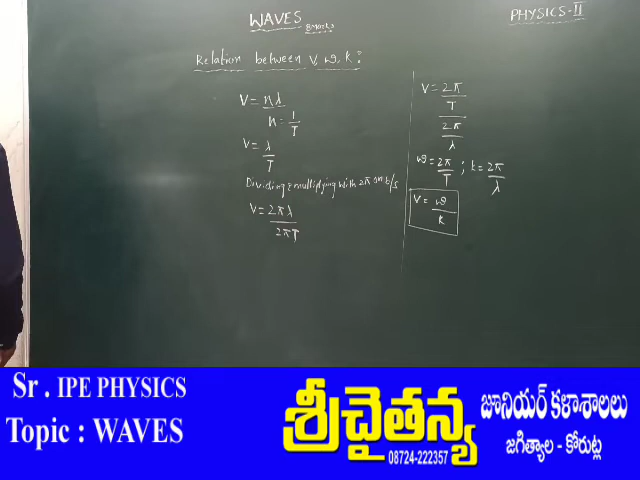 WAVES
8Marks
PHYSICS-II
Relation between V, ω, k :
V = nλ
n = 1/T
V = λ/T
Dividing & multiplying with 2π on b/s
V = 2πλ / 2πT
V = 2π/T / 2π/λ
ω = 2π/T ; k = 2π/λ
V = ω/k
Sr . IPE PHYSICS
Topic : WAVES
శ్రీచైతన్య
08724-222357
జూనియర్ కళాశాలలు
జగిత్యాల - కోరుట్ల